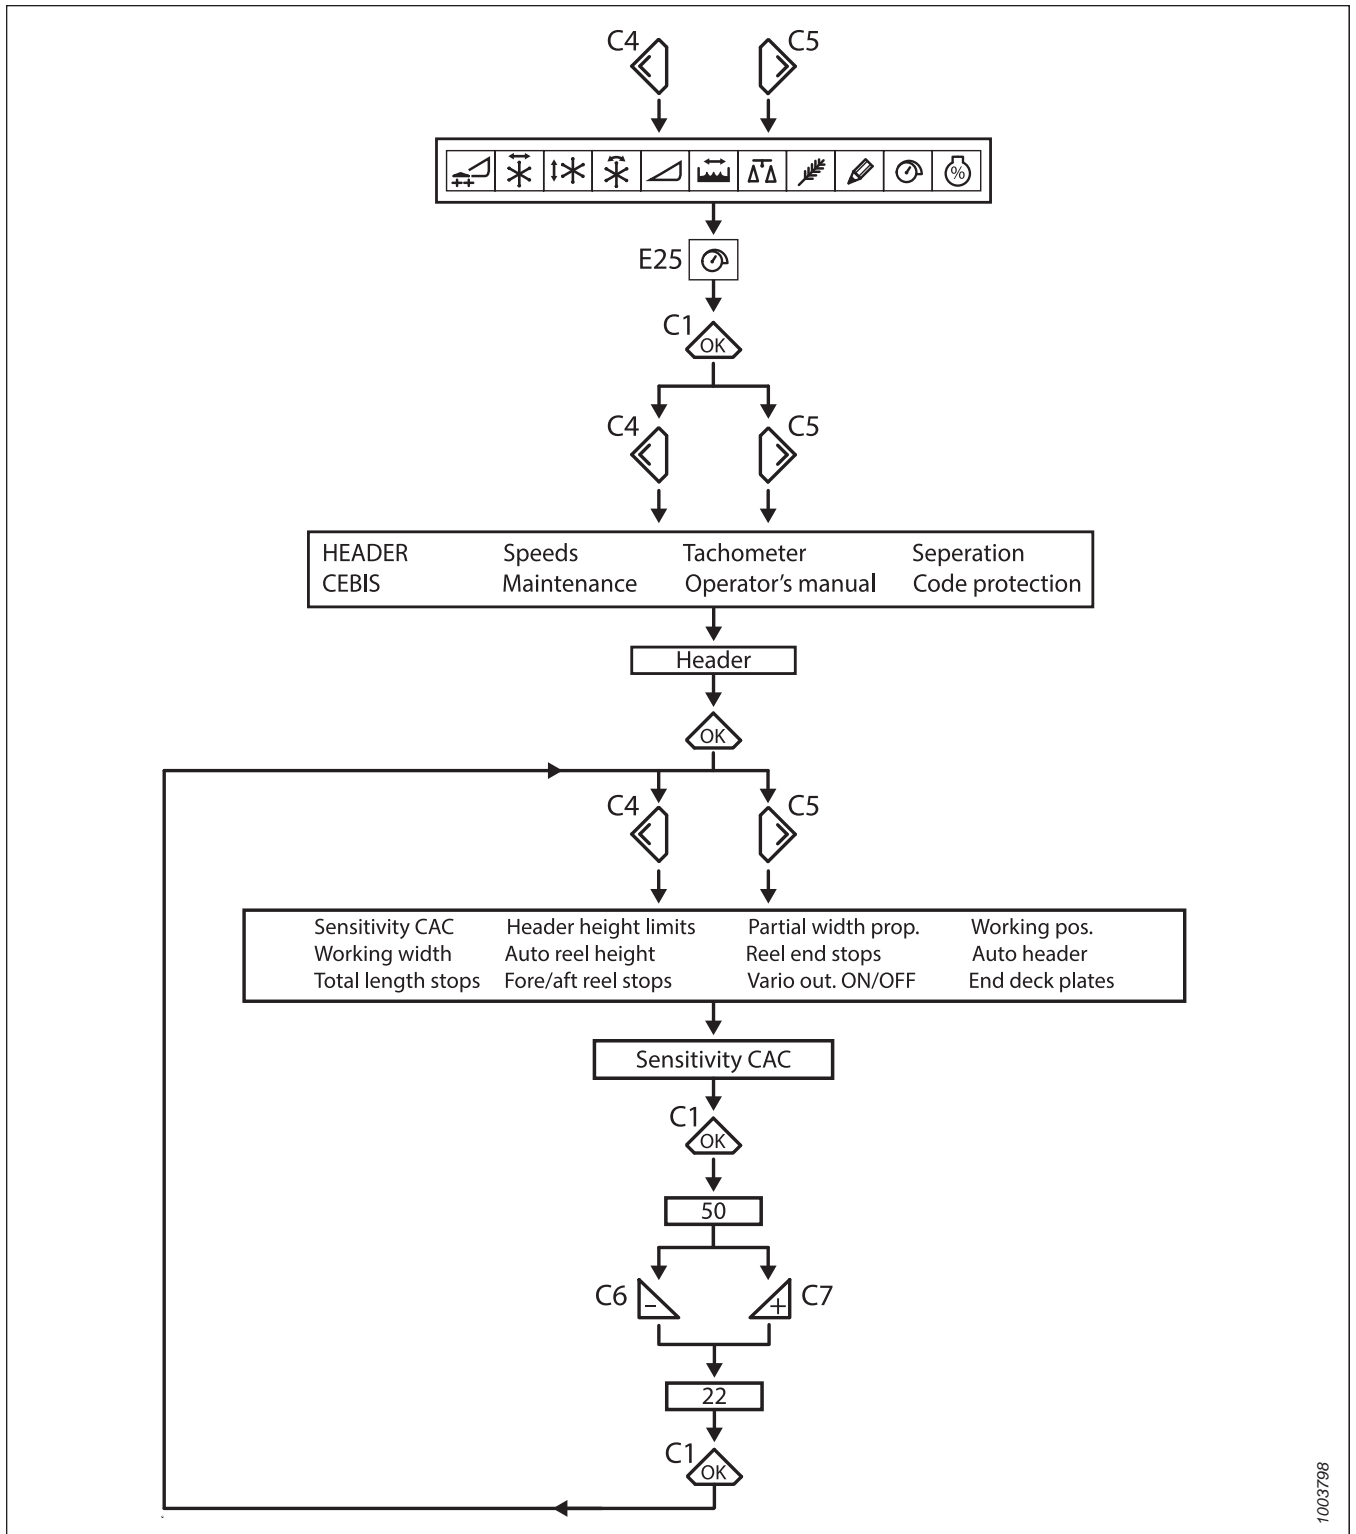 C4 C5
%
E25
C1
OK
C4 C5
HEADER Speeds Tachometer Seperation
CEBIS Maintenance Operator's manual Code protection
Header
OK
C4 C5
Sensitivity CAC Header height limits Partial width prop. Working pos.
Working width Auto reel height Reel end stops Auto header
Total length stops Fore/aft reel stops Vario out. ON/OFF End deck plates
Sensitivity CAC
C1
OK
50
C6 - + C7
22
C1
OK
1003798